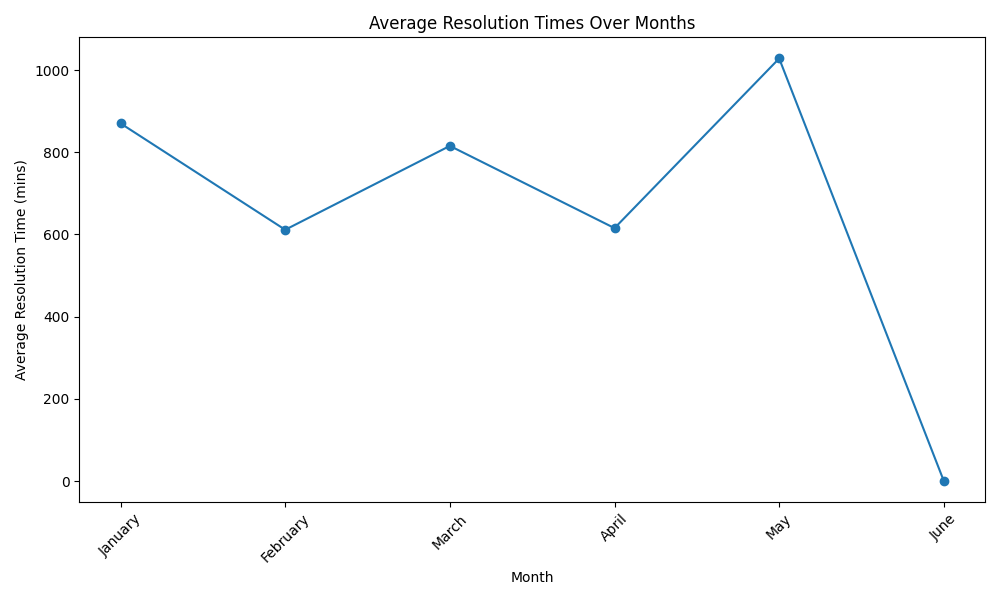 Average Resolution Times Over Months
Average Resolution Time (mins)
1000
800
600
400
200
0
January
February
March
April
May
June
Month